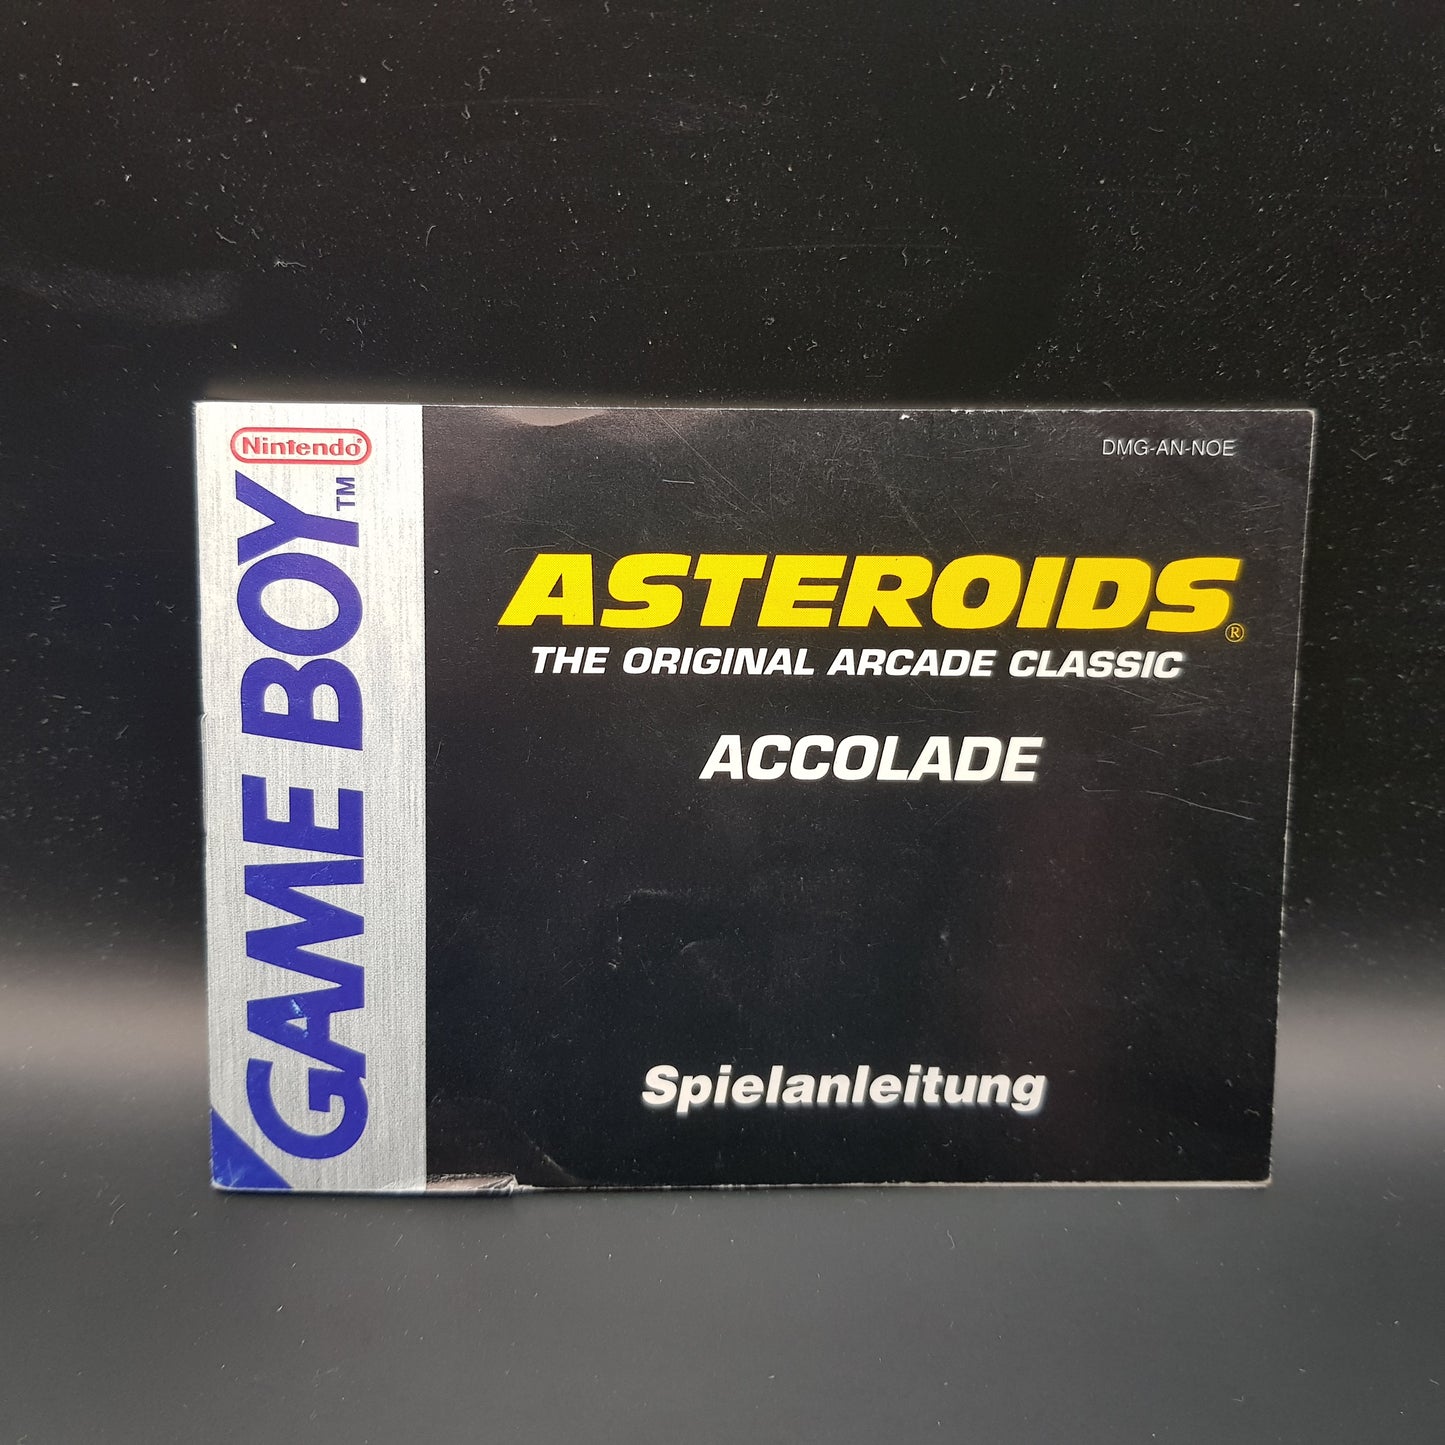 Nintendo®
GAME BOY™
DMG-AN-NOE
ASTEROIDS®
THE ORIGINAL ARCADE CLASSIC
ACCOLADE
Spielanleitung